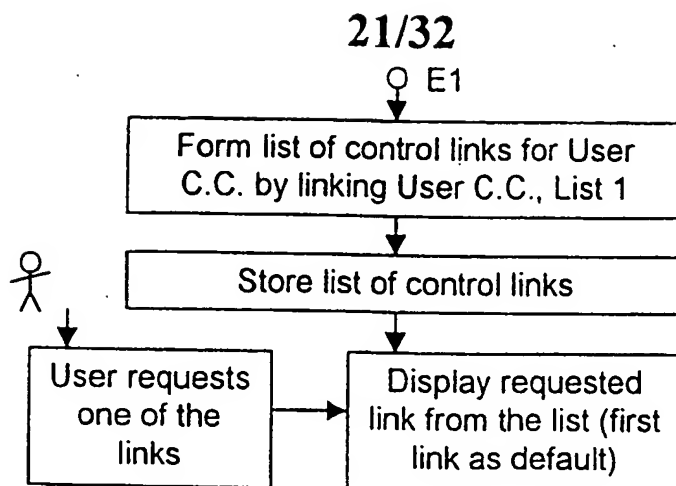 21/32
E1
Form list of control links for User
C.C. by linking User C.C., List 1
Store list of control links
User requests
one of the
links
Display requested
link from the list (first
link as default)